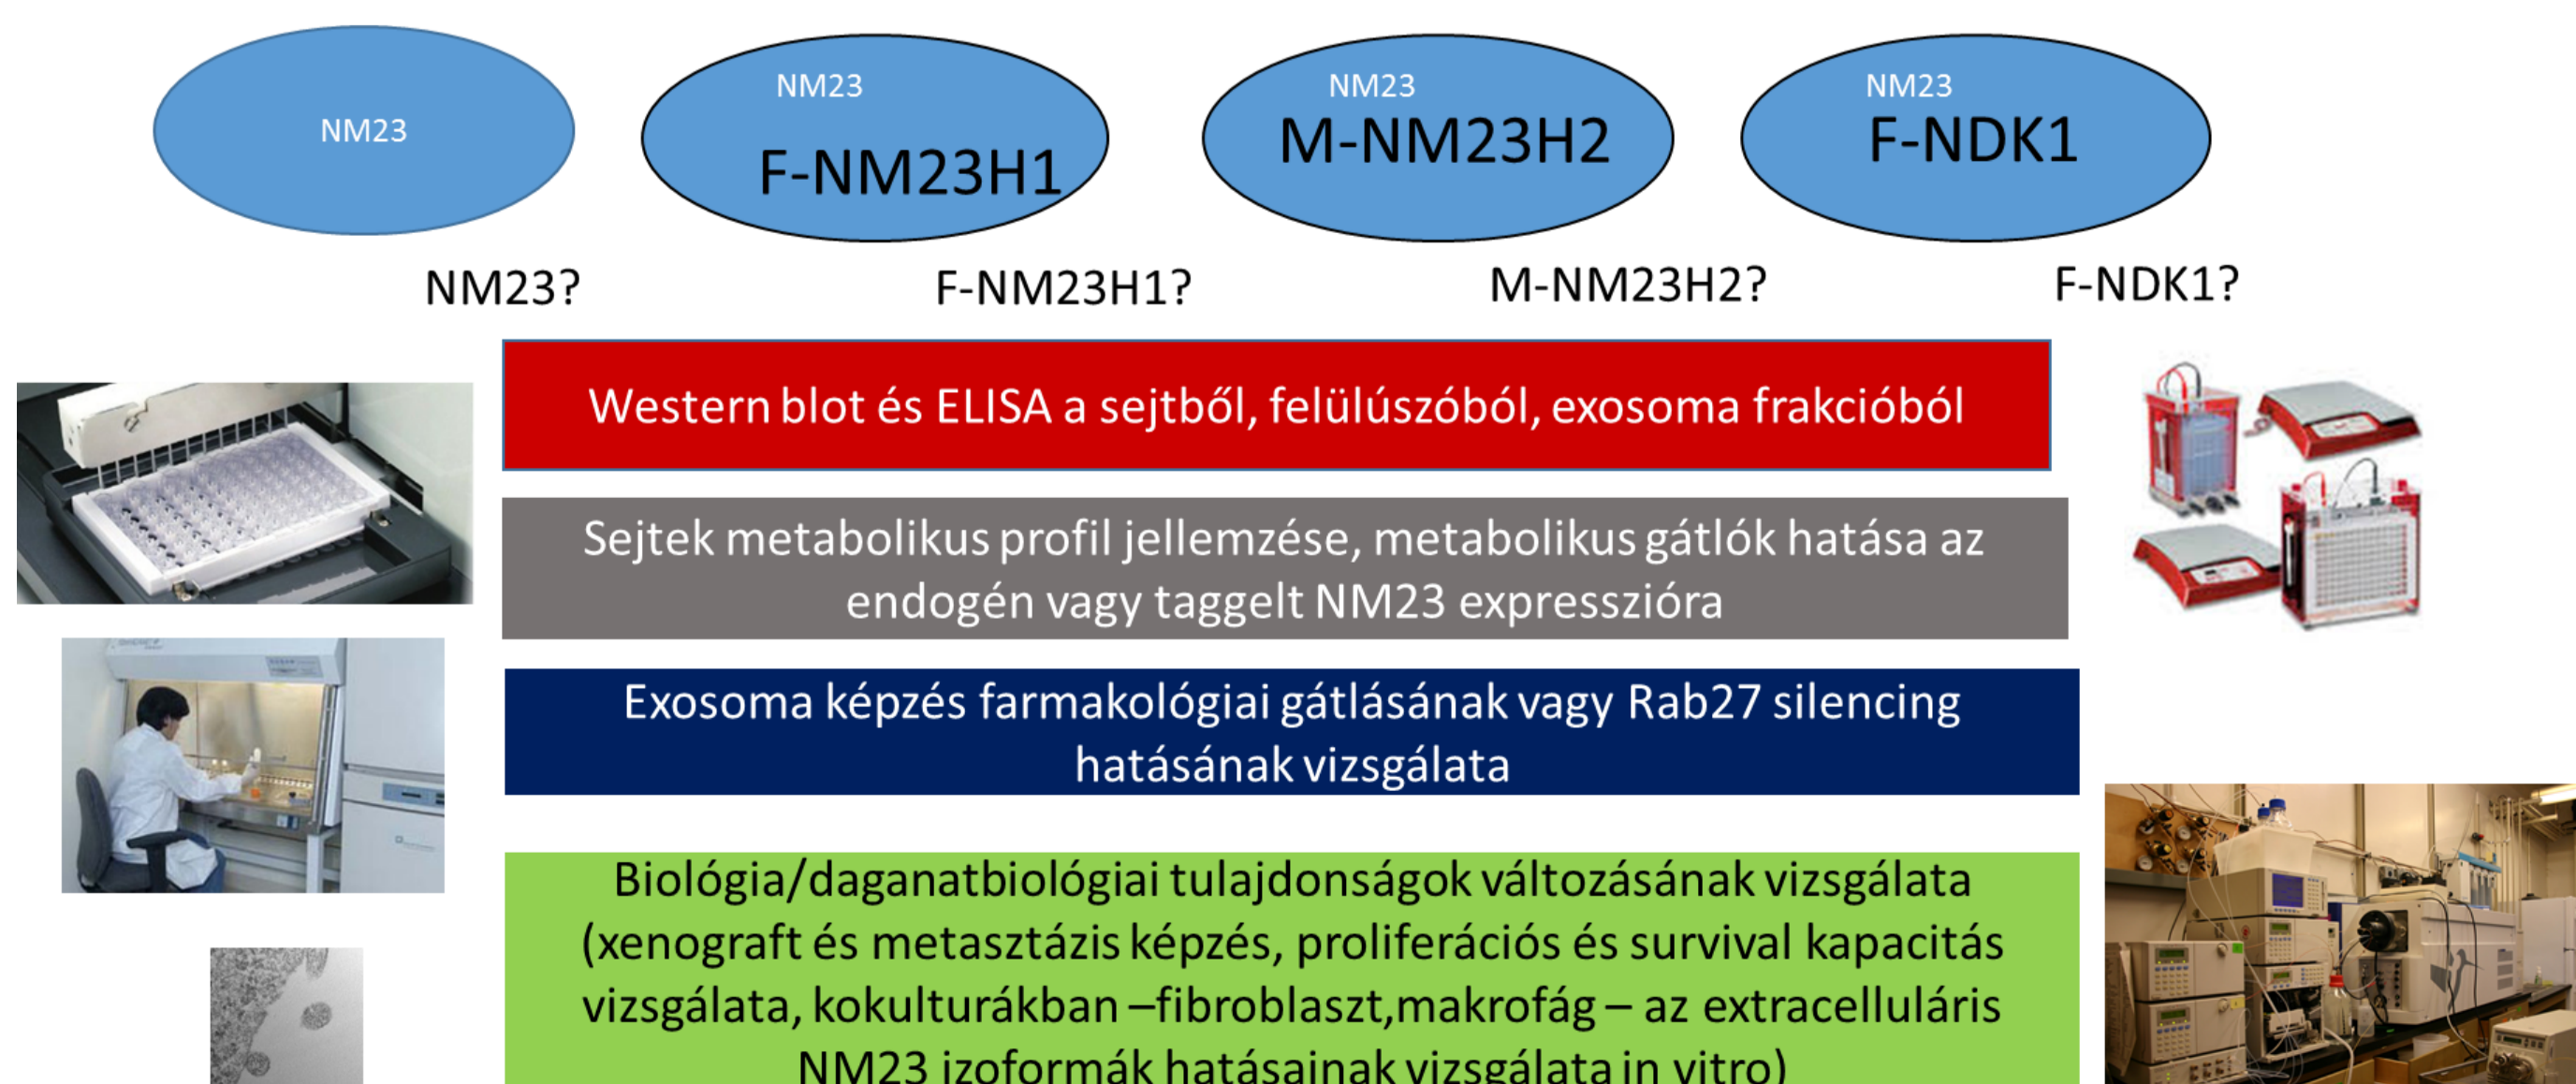 NM23
NM23
F-NM23H1
NM23
M-NM23H2
NM23
F-NDK1
NM23?
F-NM23H1?
M-NM23H2?
F-NDK1?
Western blot és ELISA a sejtből, felülúszóból, exosoma frakcióból
Sejtek metabolikus profil jellemzése, metabolikus gátlók hatása az
endogén vagy taggelt NM23 expresszióra
Exosoma képzés farmakológiai gátlásának vagy Rab27 silencing
hatásának vizsgálata
Biológia/daganatbiológiai tulajdonságok változásának vizsgálata
(xenograft és metasztázis képzés, proliferációs és survival kapacitás
vizsgálata, kokulturákban –fibroblaszt,makrofág – az extracelluláris
NM23 izoformák hatásainak vizsgálata in vitro)